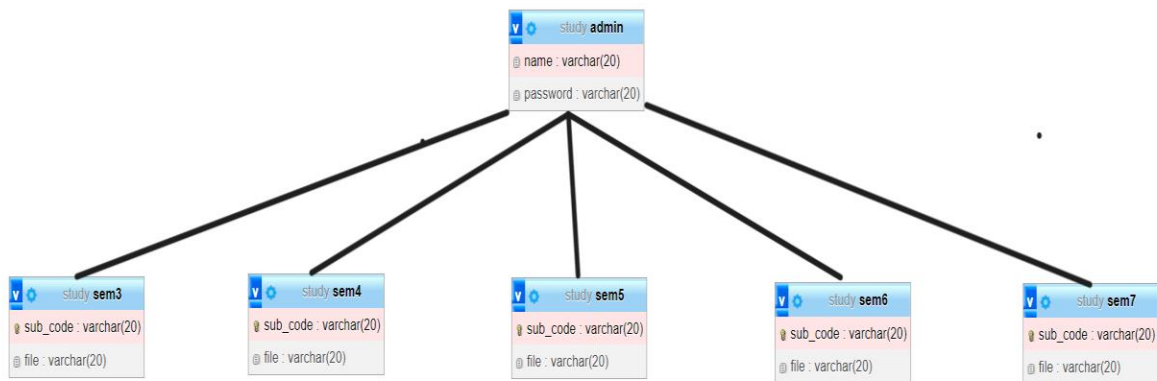 study admin
name : varchar(20)
password : varchar(20)
study sem3
sub_code : varchar(20)
file : varchar(20)
study sem4
sub_code : varchar(20)
file : varchar(20)
study sem5
sub_code : varchar(20)
file : varchar(20)
study sem6
sub_code : varchar(20)
file : varchar(20)
study sem7
sub_code : varchar(20)
file : varchar(20)